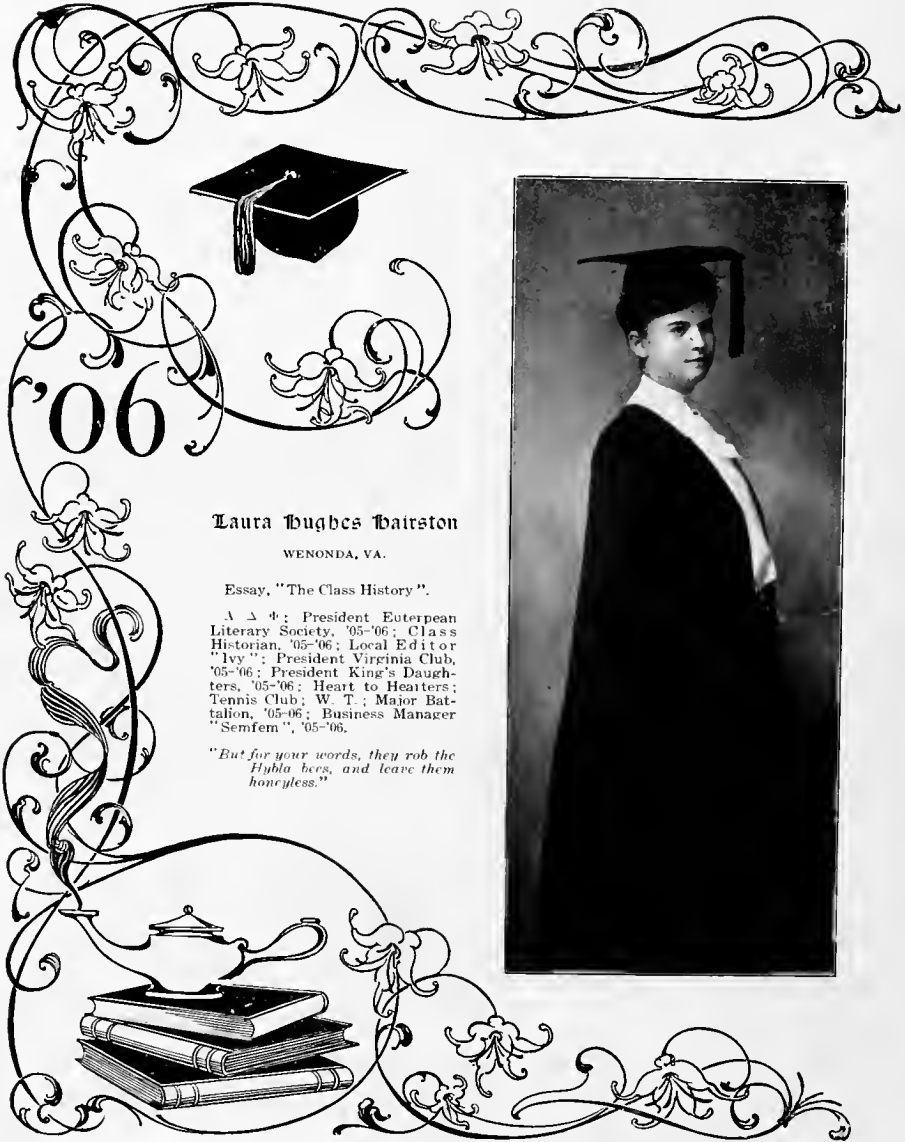 '06
Laura Hughes Hairston
WENONDA, VA.
Essay, "The Class History".
Λ Δ Φ; President Euterpean
Literary Society, '05-'06; Class
Historian, '05-'06; Local Editor
"Ivy"; President Virginia Club,
'05-'06; President King's Daugh-
ters, '05-'06; Heart to Hearters;
Tennis Club; W. T.; Major Bat-
talion, '05-06; Business Manager
"Semfem", '05-'06.
"But for your words, they rob the
Hybla bees, and leave them
honeyless."